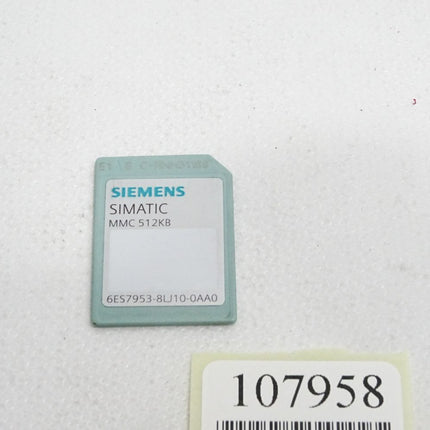 SIEMENS
SIMATIC
MMC 512KB
6ES7953-8LJ10-0AA0
107958